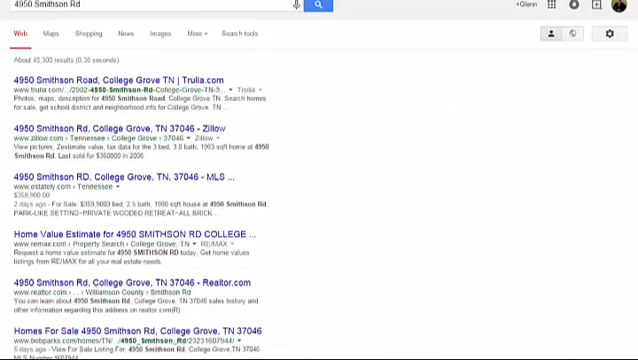 4950 Smithson Rd
+Glenn
Web Maps Shopping News Images More Search tools
About 45,300 results (0.38 seconds)
4950 Smithson Road, College Grove TN | Trulia.com
www.trulia.com/.../2902-4950-Smithson-Rd-College-Grove-TN-3... Trulia
Photos, maps, description for 4950 Smithson Road, College Grove TN. Search homes
for sale, get school district and neighborhood info for College Grove, TN ...
4950 Smithson Rd, College Grove, TN 37046 - Zillow
www.zillow.com › Tennessee › College Grove › 37046 Zillow
View pictures, Zestimate value, tax data for the 3 bed, 3.0 bath, 1963 sqft home at 4950
Smithson Rd. Last sold for $360000 in 2006.
4950 Smithson RD, College Grove, TN, 37046 - MLS ...
www.estately.com › Tennessee
$359,900.00
2 days ago - For Sale: $359,900 3 bed, 2.5 bath, 1980 sqft house at 4950 Smithson Rd,
PARK-LIKE SETTING~PRIVATE WOODED RETREAT~ALL BRICK ...
Home Value Estimate for 4950 SMITHSON RD COLLEGE ...
www.remax.com › Property Search › College Grove, TN RE/MAX
Request a home value estimate for 4950 SMITHSON RD today. Get home values
listings from RE/MAX for all your real estate needs.
4950 Smithson Rd, College Grove, TN 37046 - Realtor.com
www.realtor.com › ... › Williamson County › Smithson Rd
You can learn about 4950 Smithson Rd, College Grove, TN 37046 sales history and
other information regarding this address on realtor.com(R)
Homes For Sale 4950 Smithson Rd, College Grove, TN 37046
www.bobparks.com/homes/TN/.../4950_Smithson_Rd/23231607944/
5 days ago - View For Sale Listing For: 4950 Smithson Rd, College Grove,TN 37046
MLS Number 1607944